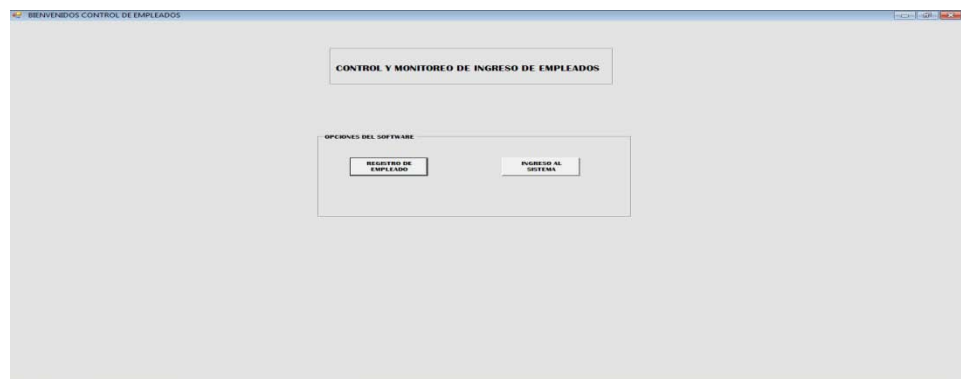 BIENVENIDOS CONTROL DE EMPLEADOS
CONTROL Y MONITOREO DE INGRESO DE EMPLEADOS
OPCIONES DEL SOFTWARE
REGISTRO DE
EMPLEADO
INGRESO AL
SISTEMA